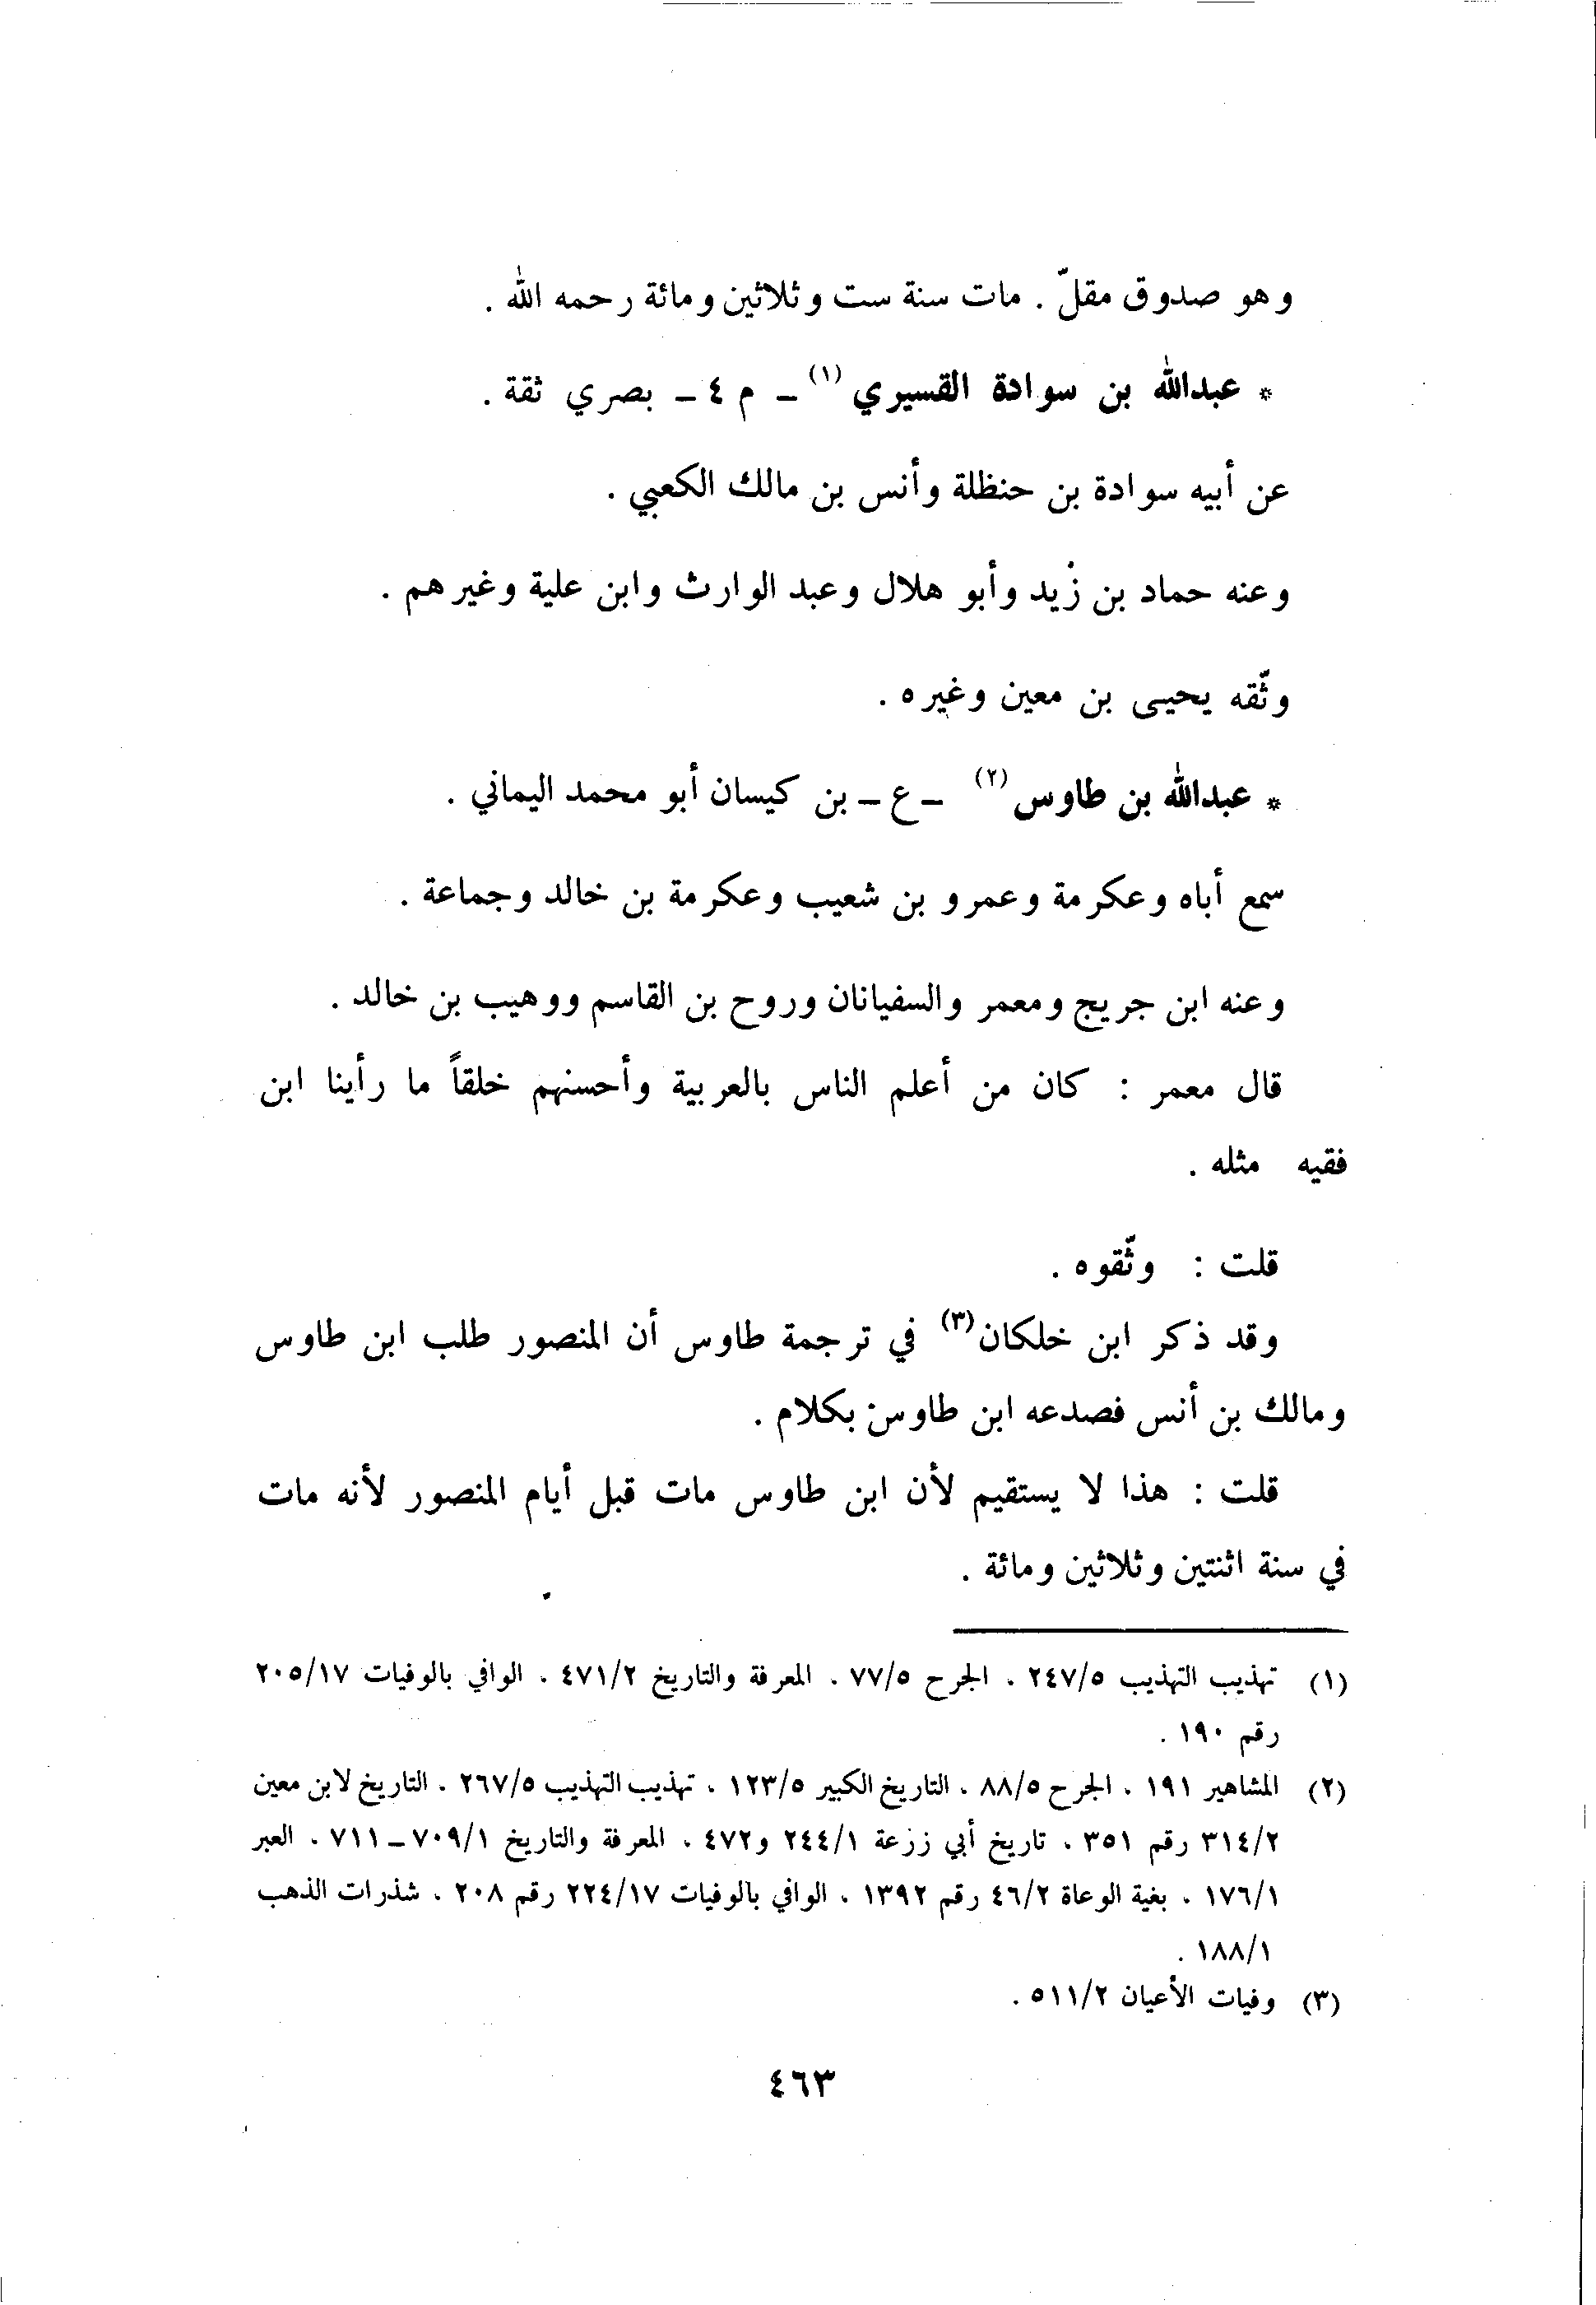 وهو صدوق مقلّ . مات سنة ست وثلاثين ومائة رحمه الله .
* عبدالله بن سوادة القسيري (١) – م ٤ – بصري ثقة .
عن أبيه سوادة بن حنظلة وأنس بن مالك الكعبي .
وعنه حماد بن زيد وأبو هلال وعبد الوارث وابن علية وغيرهم .
وثّقه يحيى بن معين وغيره .
* عبدالله بن طاوس (٢) – ع – بن كيسان أبو محمد اليماني .
سمع أباه وعكرمة وعمرو بن شعيب وعكرمة بن خالد وجماعة .
وعنه ابن جريج ومعمر والسفيانان وروح بن القاسم ووهيب بن خالد .
قال معمر : كان من أعلم الناس بالعربية وأحسنهم خلقاً ما رأينا ابن
فقيه مثله .
قلت : وثّقوه .
وقد ذكر ابن خلكان (٣) في ترجمة طاوس أن المنصور طلب ابن طاوس
ومالك بن أنس فصدعه ابن طاوس بكلام .
قلت : هذا لا يستقيم لأن ابن طاوس مات قبل أيام المنصور لأنه مات
في سنة اثنتين وثلاثين ومائة .
(١) تهذيب التهذيب ٢٤٧/٥ . الجرح ٧٧/٥ . المعرفة والتاريخ ٤٧١/٢ . الوافي بالوفيات ٢٠٥/١٧
رقم ١٩٠ .
(٢) المشاهير ١٩١ . الجرح ٨٨/٥ . التاريخ الكبير ١٢٣/٥ . تهذيب التهذيب ٢٦٧/٥ . التاريخ لابن معين
٣١٤/٢ رقم ٣٥١ . تاريخ أبي زرعة ٢٤٤/١ و٤٧٢ . المعرفة والتاريخ ٧٠٩/١ – ٧١١ . العبر
١٧٦/١ . بغية الوعاة ٤٦/٢ رقم ١٣٩٢ . الوافي بالوفيات ٢٢٤/١٧ رقم ٢٠٨ . شذرات الذهب
١٨٨/١ .
(٣) وفيات الأعيان ٥١١/٢ .
٤٦٣